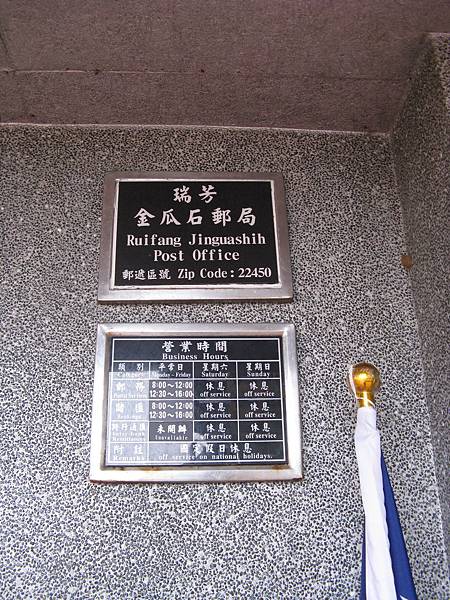 瑞芳
金瓜石郵局
Ruifang Jinguashih
Post Office
郵遞區號 Zip Code：22450
營業時間
Business Hours
類別 平常日 星期六 星期日
Category Monday - Friday Saturday Sunday
郵務 8:00～12:00 休息 休息
Postal Services 12:30～16:00 off service off service
儲匯 8:00～12:00 休息 休息
12:30～16:00 off service off service
跨行通匯 未開辦 休息 休息
Remittances Unavailable off service off service
附註 國定假日休息
Remarks off service on national holidays.